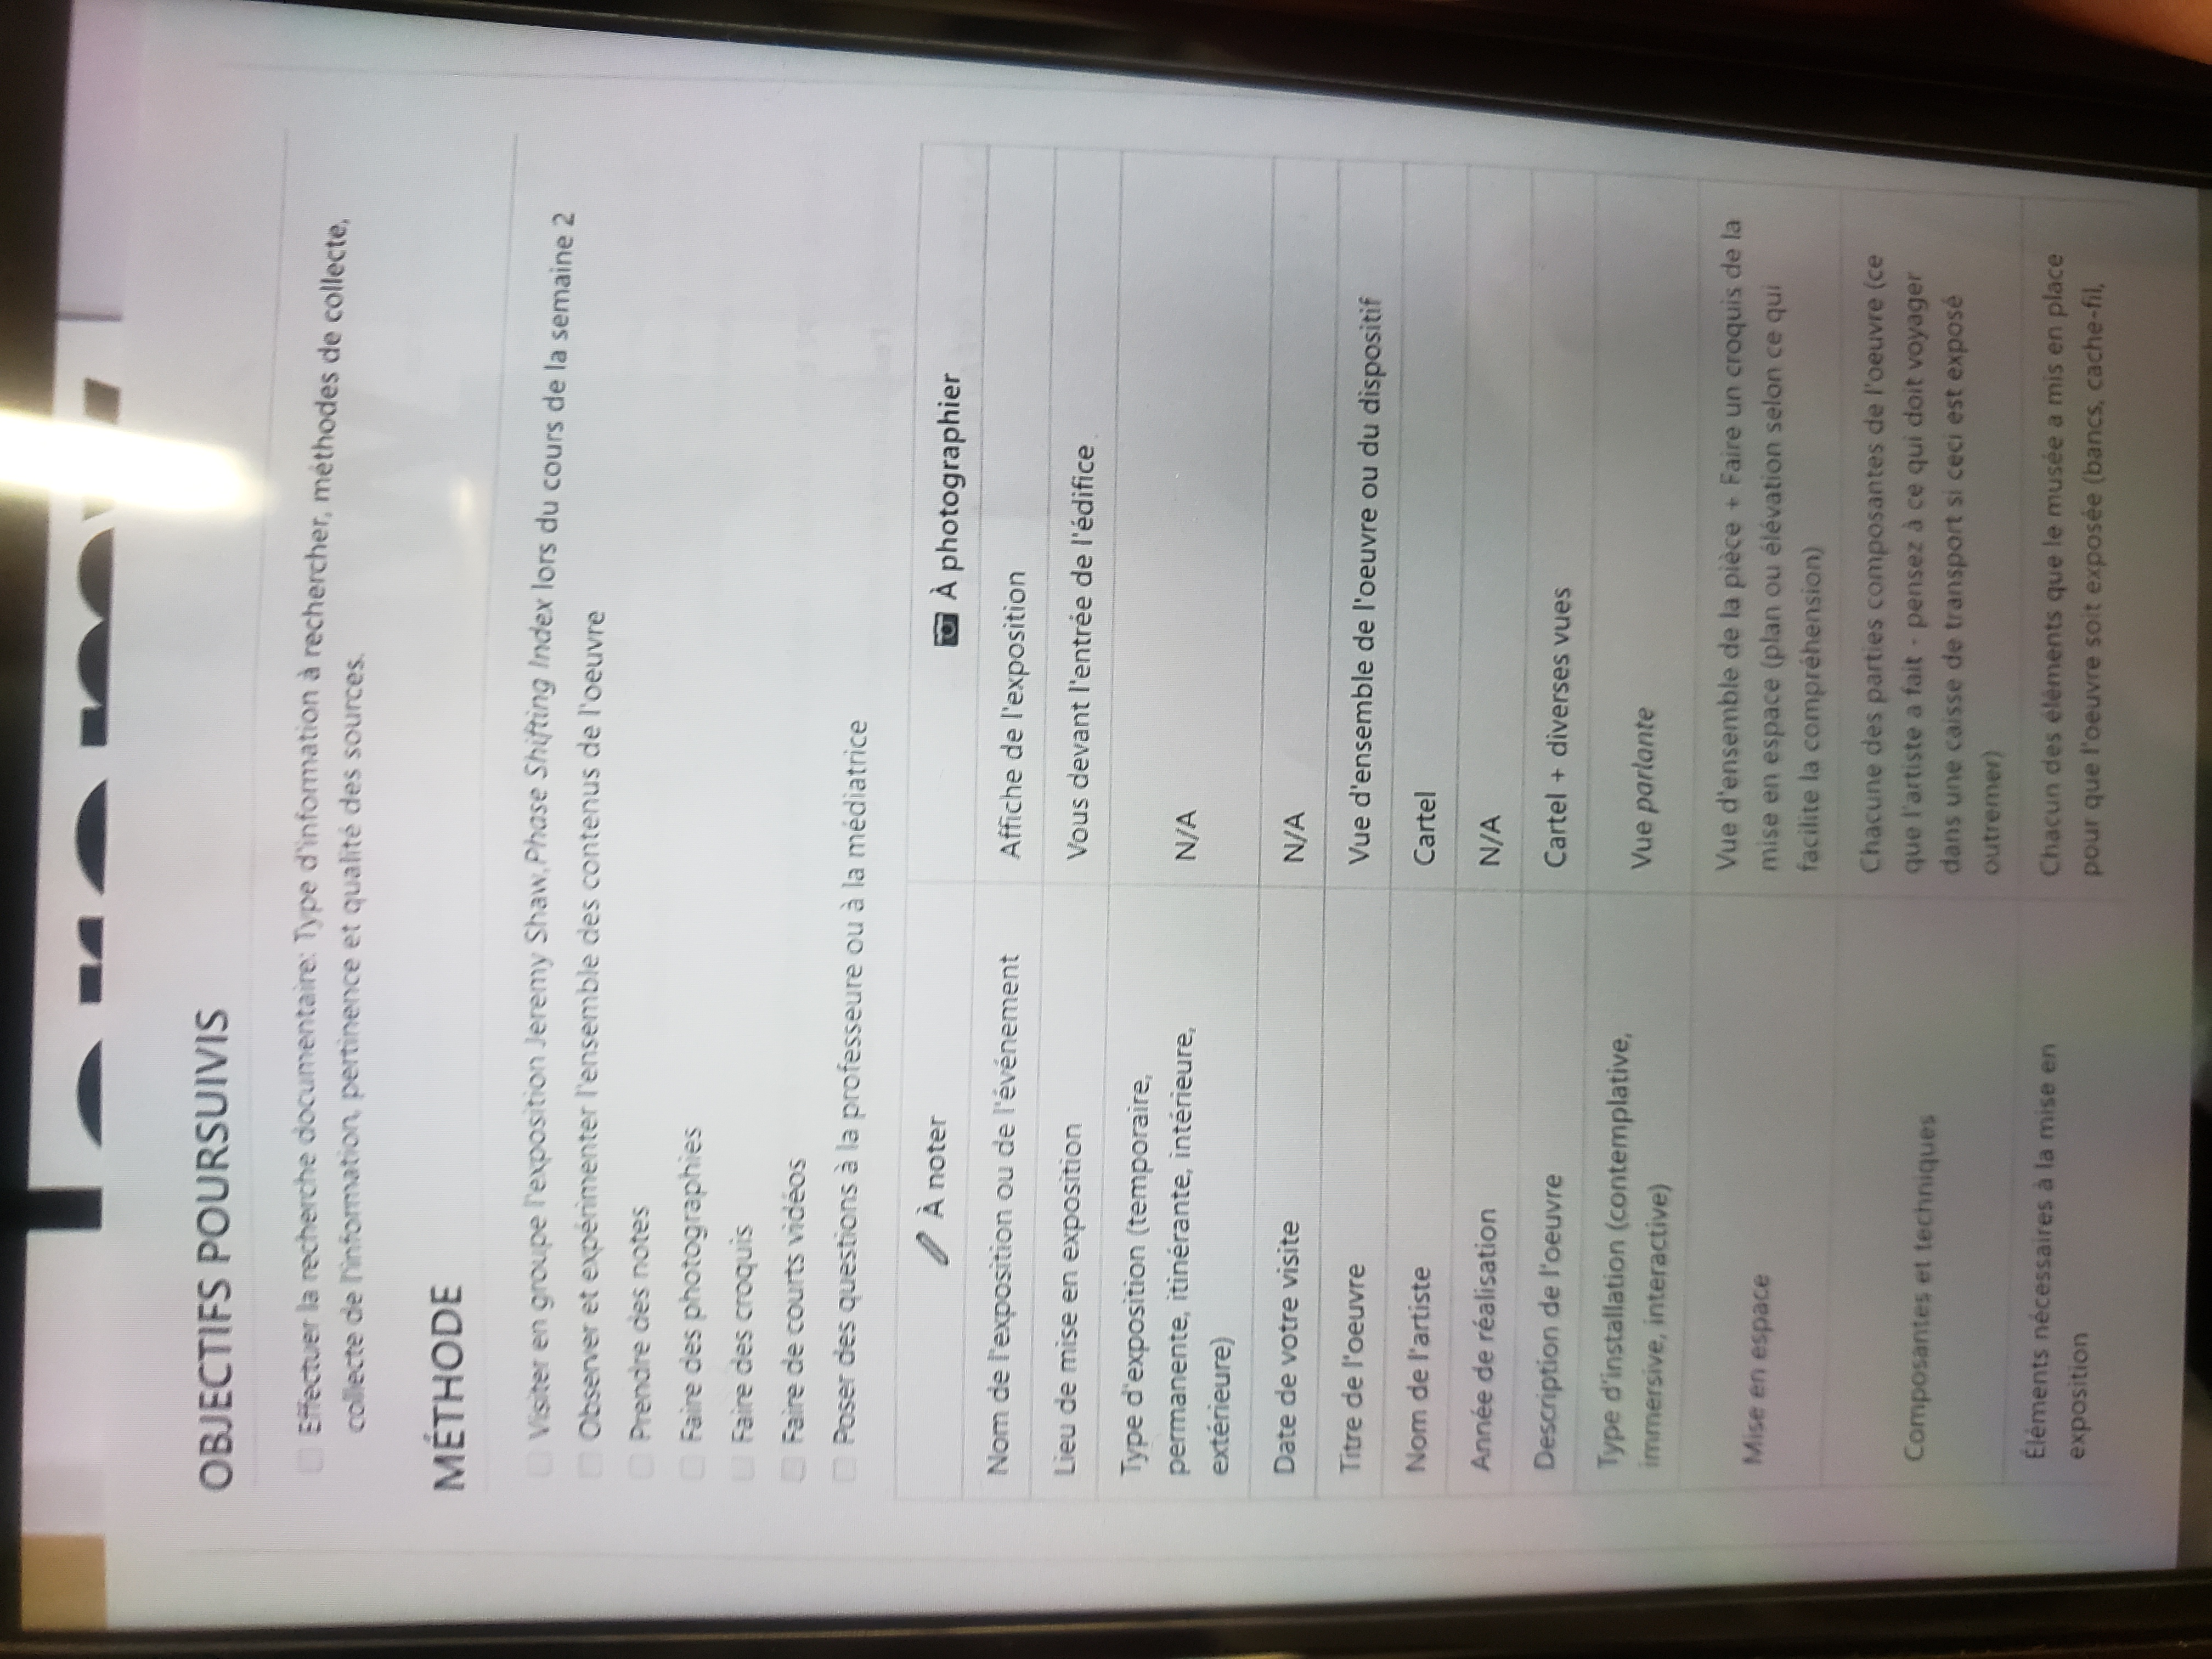 OBJECTIFS POURSUIVIS
Effectuer la recherche documentaire: Type d'information à rechercher, méthodes de collecte,
collecte de l'information, pertinence et qualité des sources.
MÉTHODE
Visiter en groupe l'exposition Jeremy Shaw,Phase Shifting Index lors du cours de la semaine 2
Observer et expérimenter l'ensemble des contenus de l'oeuvre
Prendre des notes
Faire des photographies
Faire des croquis
Faire de courts vidéos
Poser des questions à la professeure ou à la médiatrice
À noter
À photographier
Nom de l'exposition ou de l'événement
Affiche de l'exposition
Lieu de mise en exposition
Vous devant l'entrée de l'édifice
Type d'exposition (temporaire,
permanente, itinérante, intérieure,
extérieure)
N/A
Date de votre visite
N/A
Titre de l'oeuvre
Vue d'ensemble de l'oeuvre ou du dispositif
Nom de l'artiste
Cartel
Année de réalisation
N/A
Description de l'oeuvre
Cartel + diverses vues
Type d'installation (contemplative,
immersive, interactive)
Vue parlante
Mise en espace
Vue d'ensemble de la pièce + Faire un croquis de la
mise en espace (plan ou élévation selon ce qui
facilite la compréhension)
Composantes et techniques
Chacune des parties composantes de l'oeuvre (ce
que l'artiste a fait - pensez à ce qui doit voyager
dans une caisse de transport si ceci est exposé
outremer)
Éléments nécessaires à la mise en
exposition
Chacun des éléments que le musée a mis en place
pour que l'oeuvre soit exposée (bancs, cache-fil,